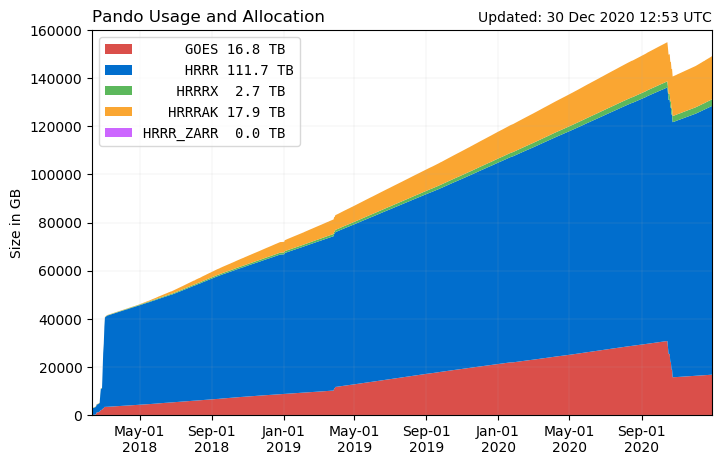 Pando Usage and Allocation
Updated: 30 Dec 2020 12:53 UTC
160000
140000
120000
100000
80000
60000
40000
20000
0
Size in GB
GOES 16.8 TB
HRRR 111.7 TB
HRRRX 2.7 TB
HRRRAK 17.9 TB
HRRR_ZARR 0.0 TB
May-01
2018
Sep-01
2018
Jan-01
2019
May-01
2019
Sep-01
2019
Jan-01
2020
May-01
2020
Sep-01
2020